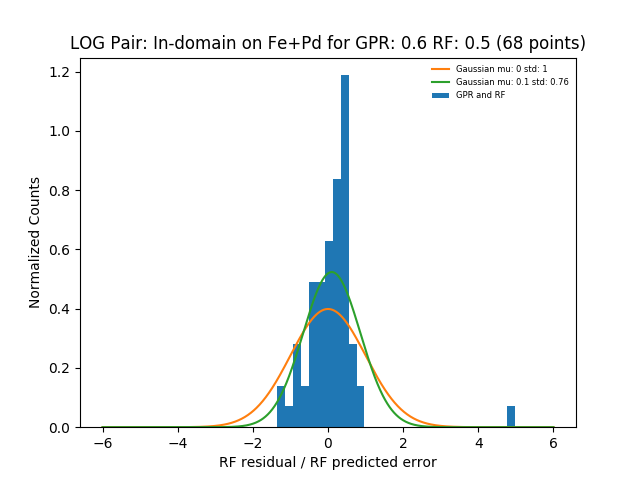 LOG Pair: In-domain on Fe+Pd for GPR: 0.6 RF: 0.5 (68 points)
Gaussian mu: 0 std: 1
Gaussian mu: 0.1 std: 0.76
GPR and RF
Normalized Counts
1.2
1.0
0.8
0.6
0.4
0.2
0.0
−6 −4 −2 0 2 4 6
RF residual / RF predicted error